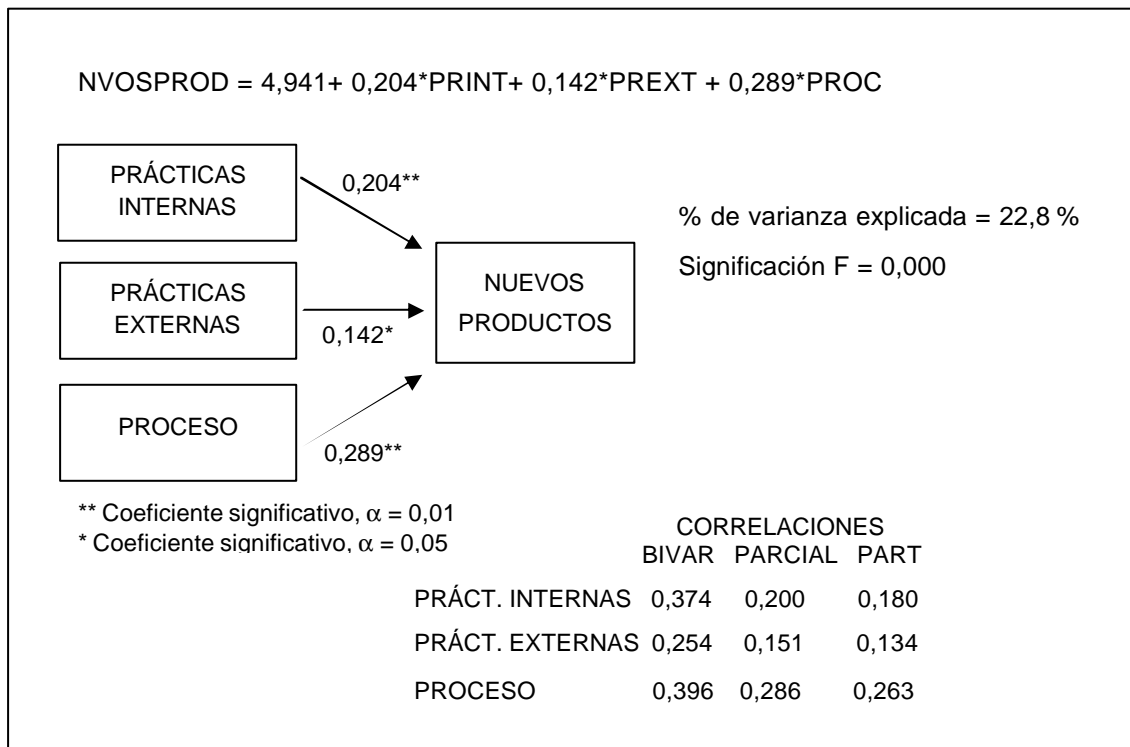 NVOSPROD = 4,941+ 0,204*PRINT+ 0,142*PREXT + 0,289*PROC
PRÁCTICAS
INTERNAS
0,204**
PRÁCTICAS
EXTERNAS
0,142*
PROCESO
0,289**
NUEVOS
PRODUCTOS
% de varianza explicada = 22,8 %
Significación F = 0,000
** Coeficiente significativo, α = 0,01
* Coeficiente significativo, α = 0,05
CORRELACIONES
BIVAR PARCIAL PART
PRÁCT. INTERNAS 0,374 0,200 0,180
PRÁCT. EXTERNAS 0,254 0,151 0,134
PROCESO 0,396 0,286 0,263